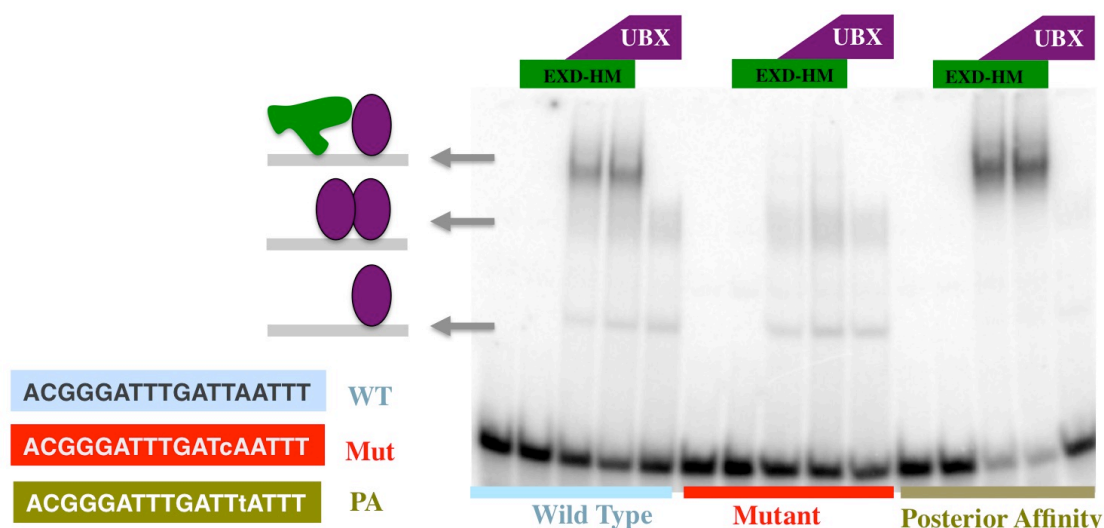 UBX UBX UBX
EXD-HM EXD-HM EXD-HM
ACGGGATTTGATTAATTT WT
ACGGGATTTGATcAATTT Mut
ACGGGATTTGATTtATTT PA
Wild Type Mutant Posterior Affinity